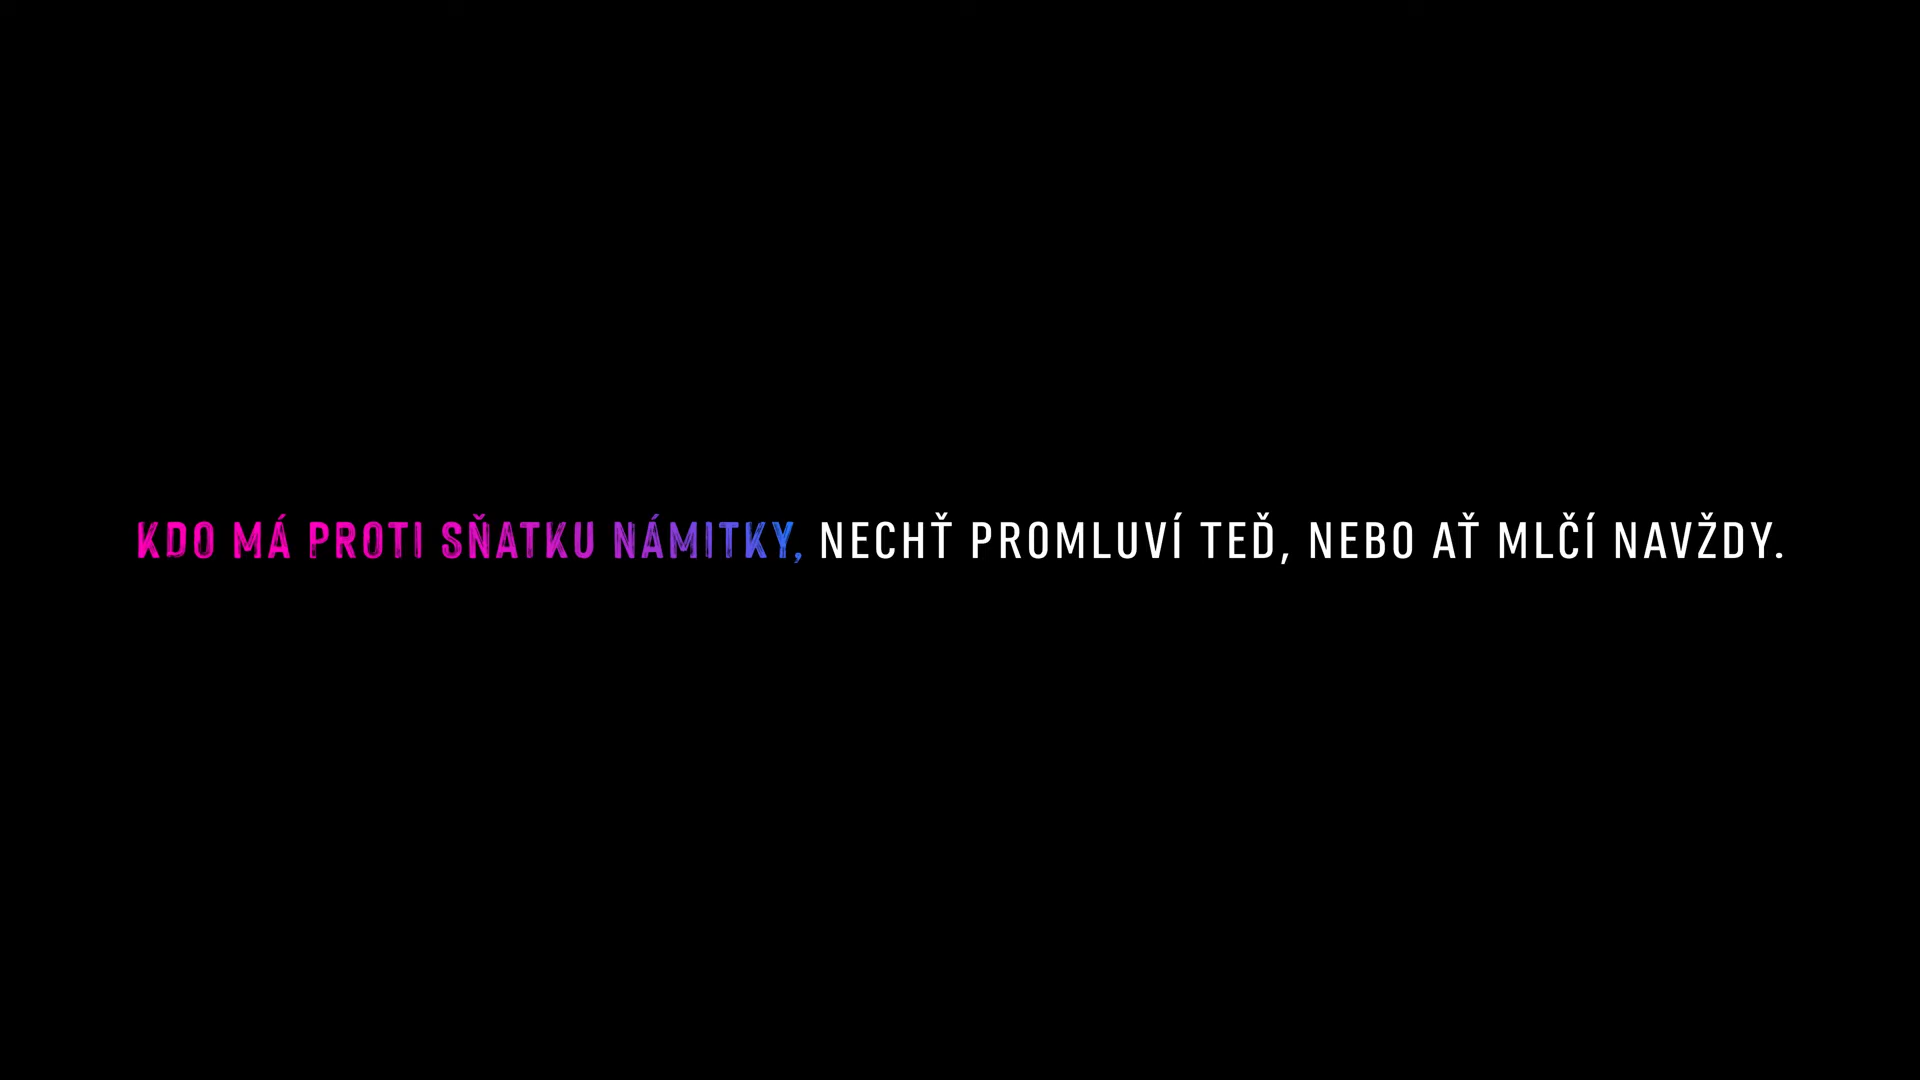 KDO MÁ PROTI SŇATKU NÁMITKY, NECHŤ PROMLUVÍ TEĎ, NEBO AŤ MLČÍ NAVŽDY.